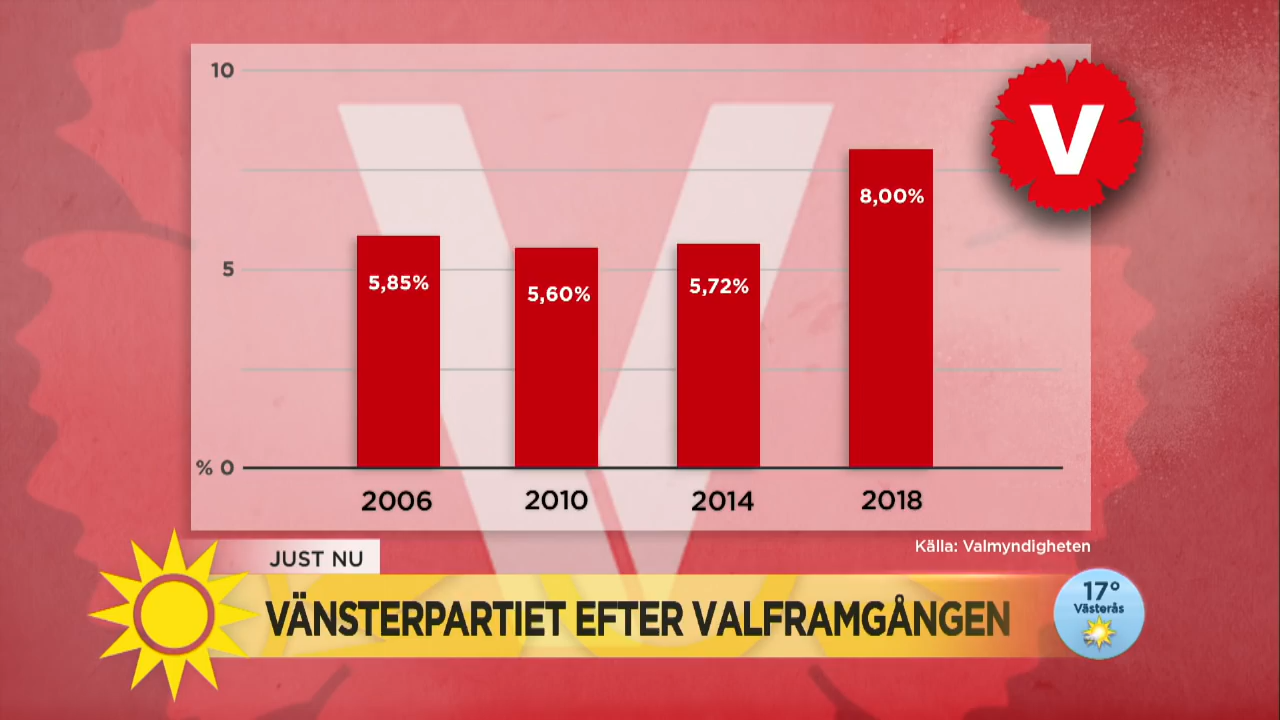 10
V
8,00%
5
5,85%
5,60%
5,72%
% 0
2006
2010
2014
2018
Källa: Valmyndigheten
JUST NU
VÄNSTERPARTIET EFTER VALFRAMGÅNGEN
17°
Västerås